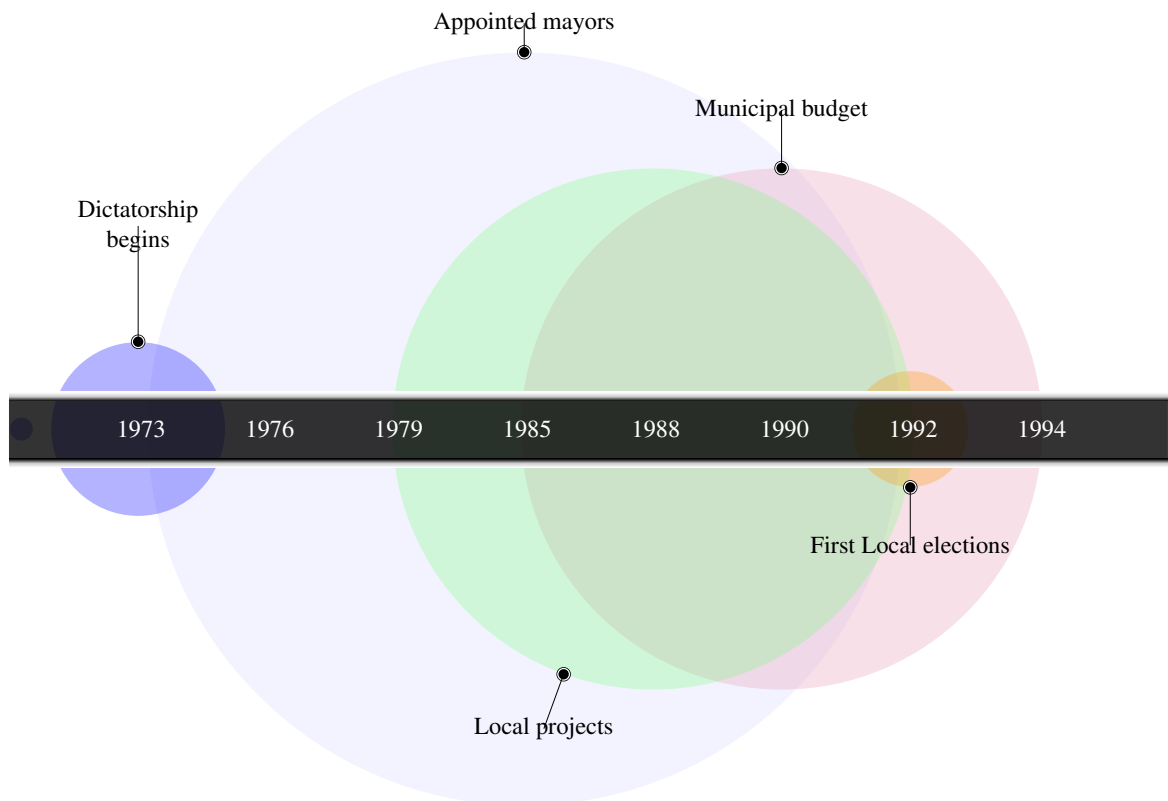 Appointed mayors
Municipal budget
Dictatorship
begins
1973 1976 1979 1985 1988 1990 1992 1994
First Local elections
Local projects